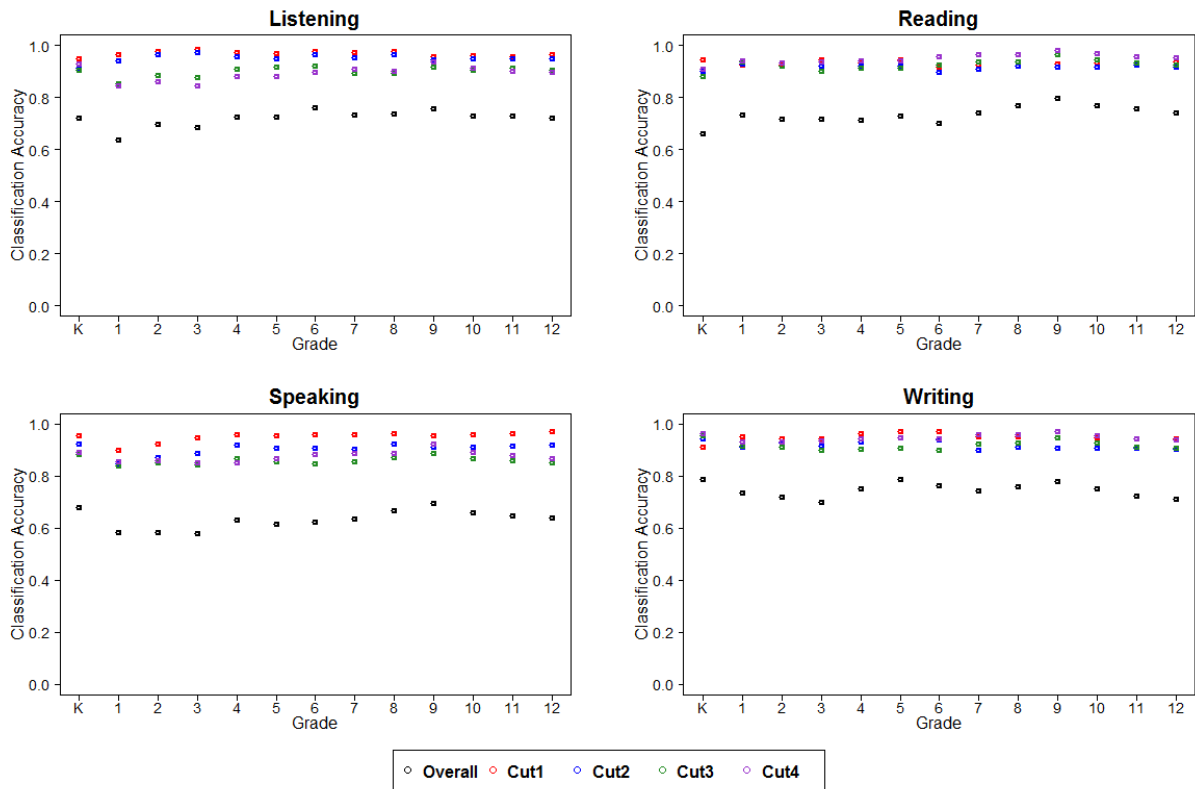 Listening
Classification Accuracy
1.0
0.8
0.6
0.4
0.2
0.0
K 1 2 3 4 5 6 7 8 9 10 11 12
Grade
Reading
Classification Accuracy
1.0
0.8
0.6
0.4
0.2
0.0
K 1 2 3 4 5 6 7 8 9 10 11 12
Grade
Speaking
Classification Accuracy
1.0
0.8
0.6
0.4
0.2
0.0
K 1 2 3 4 5 6 7 8 9 10 11 12
Grade
Writing
Classification Accuracy
1.0
0.8
0.6
0.4
0.2
0.0
K 1 2 3 4 5 6 7 8 9 10 11 12
Grade
Overall Cut1 Cut2 Cut3 Cut4